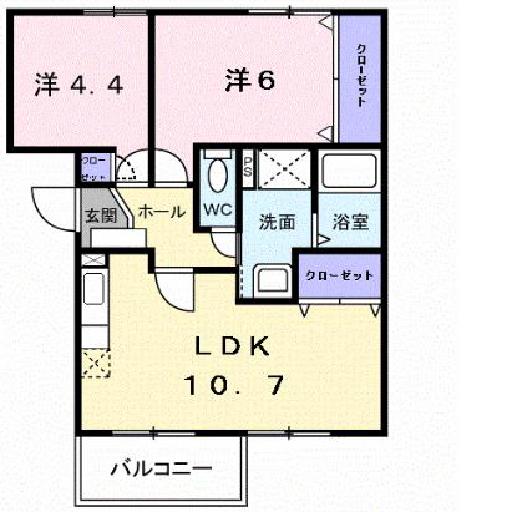 洋4.4
洋6
クローゼット
クローゼット
PS
玄関
ホール
WC
洗面
浴室
クローゼット
LDK
10.7
バルコニー